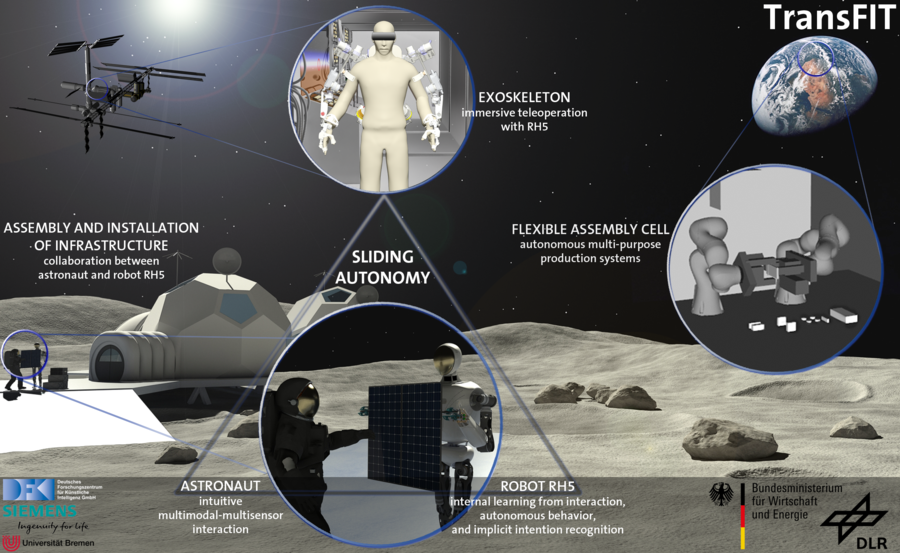 TransFIT
EXOSKELETON
immersive teleoperation
with RH5
ASSEMBLY AND INSTALLATION
OF INFRASTRUCTURE
collaboration between
astronaut and robot RH5
FLEXIBLE ASSEMBLY CELL
autonomous multi-purpose
production systems
SLIDING
AUTONOMY
ASTRONAUT
intuitive
multimodal-multisensor
interaction
ROBOT RH5
internal learning from interaction,
autonomous behavior,
and implicit intention recognition
DFKI
Deutsches
Forschungszentrum
für Künstliche
Intelligenz GmbH
SIEMENS
Ingenuity for life
Universität Bremen
Bundesministerium
für Wirtschaft
und Energie
DLR